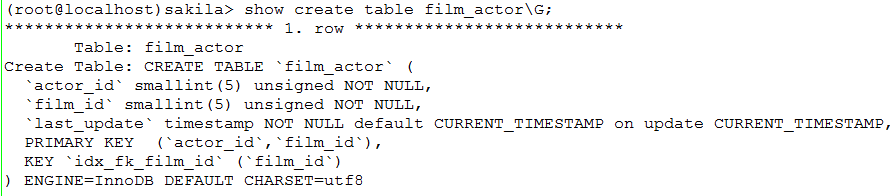 (root@localhost)sakila> show create table film_actor\G;
*************************** 1. row ***************************
       Table: film_actor
Create Table: CREATE TABLE `film_actor` (
  `actor_id` smallint(5) unsigned NOT NULL,
  `film_id` smallint(5) unsigned NOT NULL,
  `last_update` timestamp NOT NULL default CURRENT_TIMESTAMP on update CURRENT_TIMESTAMP,
  PRIMARY KEY  (`actor_id`,`film_id`),
  KEY `idx_fk_film_id` (`film_id`)
) ENGINE=InnoDB DEFAULT CHARSET=utf8